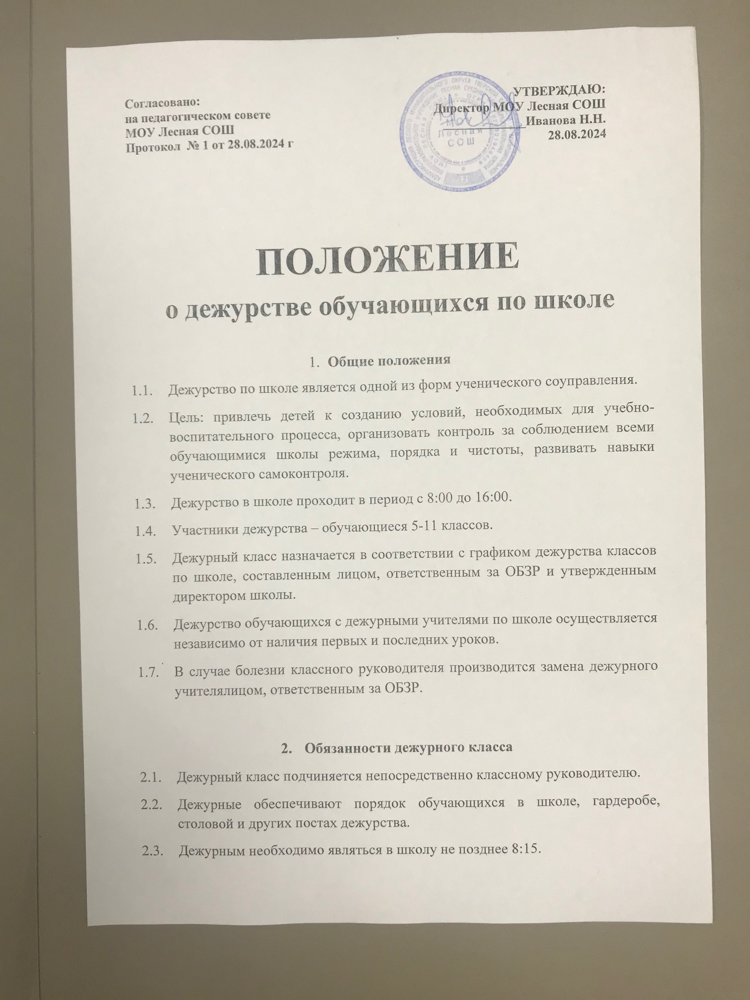 Согласовано:
на педагогическом совете
МОУ Лесная СОШ
Протокол № 1 от 28.08.2024 г
УТВЕРЖДАЮ:
Директор МОУ Лесная СОШ
____________Иванова Н.Н.
28.08.2024
МОУ
Лесная
СОШ
2
ПОЛОЖЕНИЕ
о дежурстве обучающихся по школе
1. Общие положения
1.1. Дежурство по школе является одной из форм ученического соуправления.
1.2. Цель: привлечь детей к созданию условий, необходимых для учебно-
воспитательного процесса, организовать контроль за соблюдением всеми
обучающимися школы режима, порядка и чистоты, развивать навыки
ученического самоконтроля.
1.3. Дежурство в школе проходит в период с 8:00 до 16:00.
1.4. Участники дежурства – обучающиеся 5-11 классов.
1.5. Дежурный класс назначается в соответствии с графиком дежурства классов
по школе, составленным лицом, ответственным за ОБЗР и утвержденным
директором школы.
1.6. Дежурство обучающихся с дежурными учителями по школе осуществляется
независимо от наличия первых и последних уроков.
1.7. В случае болезни классного руководителя производится замена дежурного
учителялицом, ответственным за ОБЗР.
2. Обязанности дежурного класса
2.1. Дежурный класс подчиняется непосредственно классному руководителю.
2.2. Дежурные обеспечивают порядок обучающихся в школе, гардеробе,
столовой и других постах дежурства.
2.3. Дежурным необходимо являться в школу не позднее 8:15.